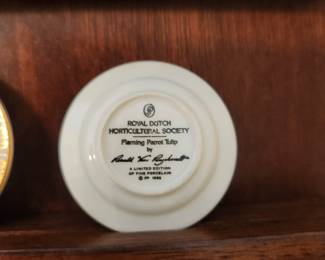 ROYAL DUTCH
HORTICULTURAL SOCIETY
Flaming Parrot Tulip
by
A LIMITED EDITION
OF FINE PORCELAIN